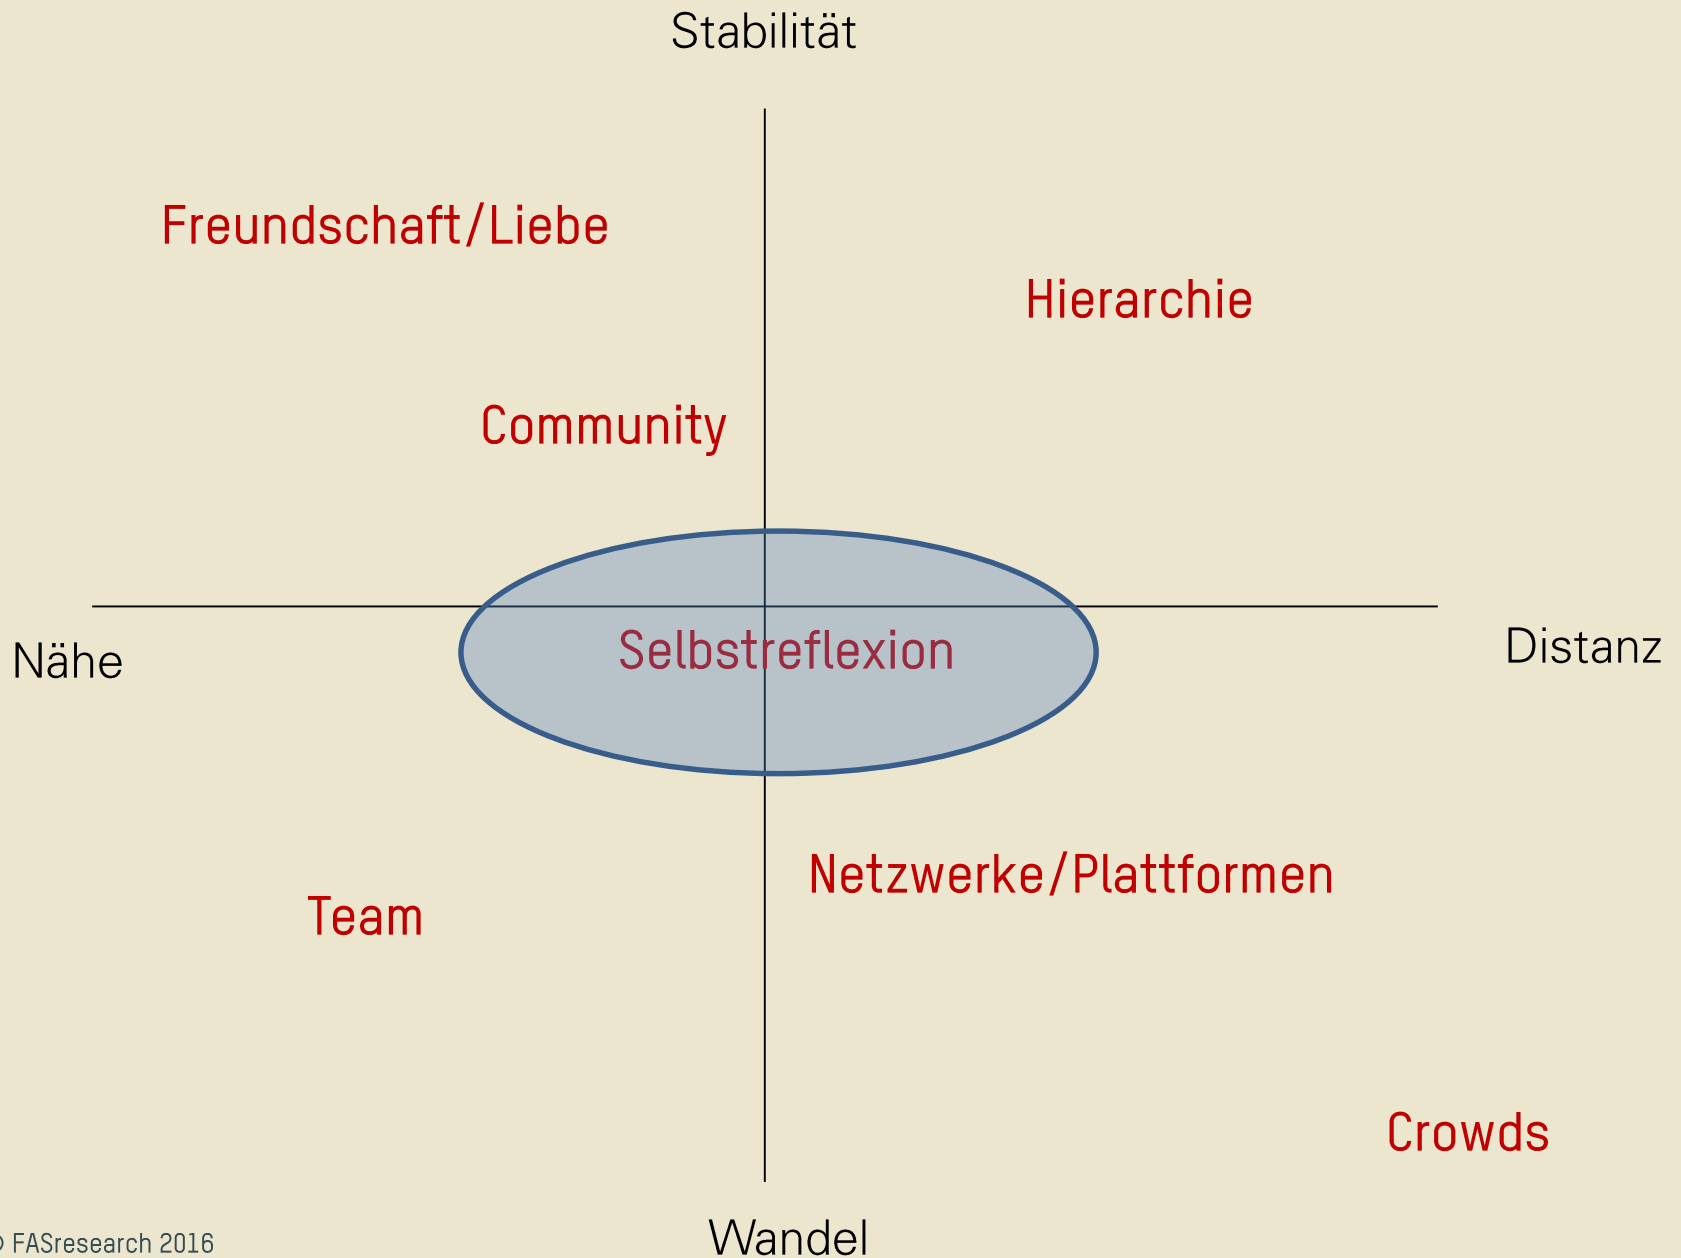 Stabilität
Freundschaft/Liebe
Hierarchie
Community
Nähe
Selbstreflexion
Distanz
Netzwerke/Plattformen
Team
Crowds
Wandel
© FASresearch 2016